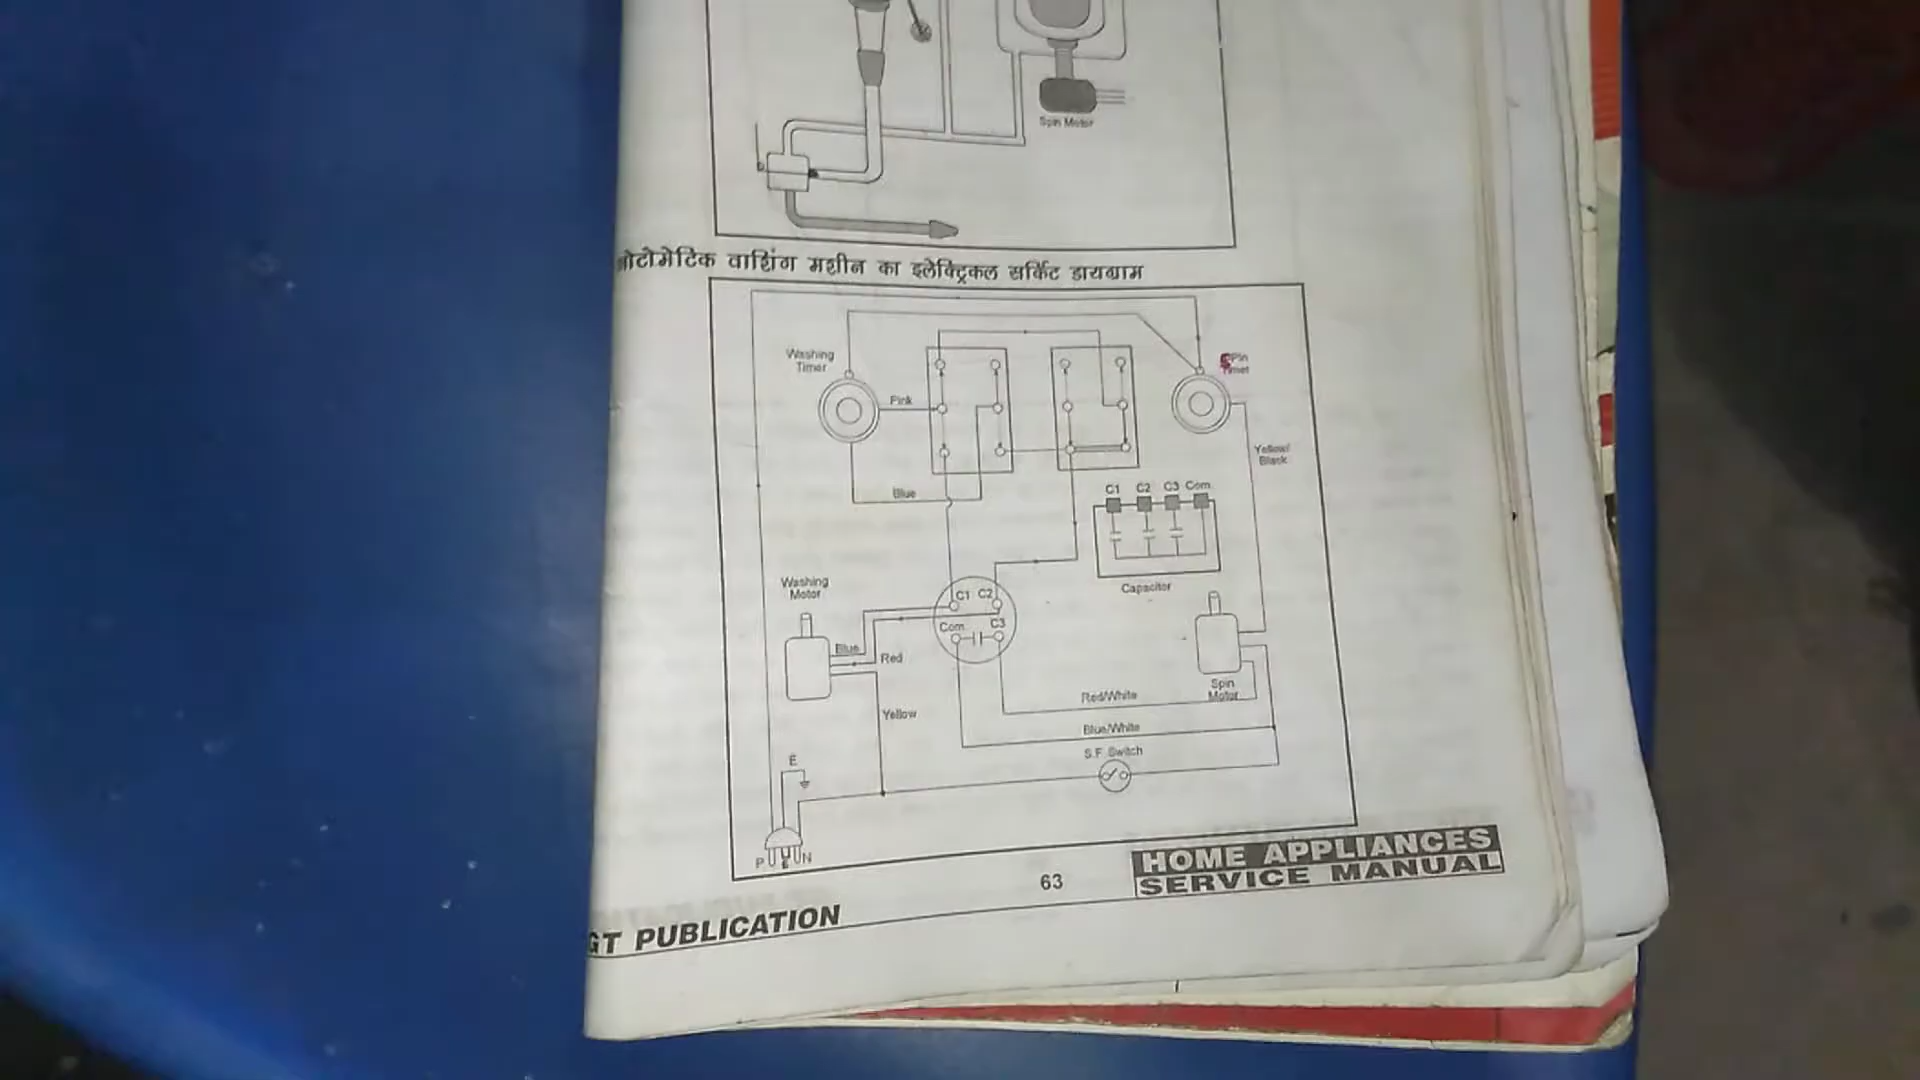 Spin Motor
ओटोमेटिक वाशिंग मशीन का इलेक्ट्रिकल सर्किट डायग्राम
Washing
Timer
Pink
Spin
Timer
Yellow/
Black
Blue
C1 C2 C3 Com.
Capacitor
Washing
Motor
C1 C2
Com. C3
Blue
Red
Spin
Motor
Red/White
Yellow
Blue/White
S.F. Switch
E
P E N
HOME APPLIANCES
SERVICE MANUAL
63
GT PUBLICATION